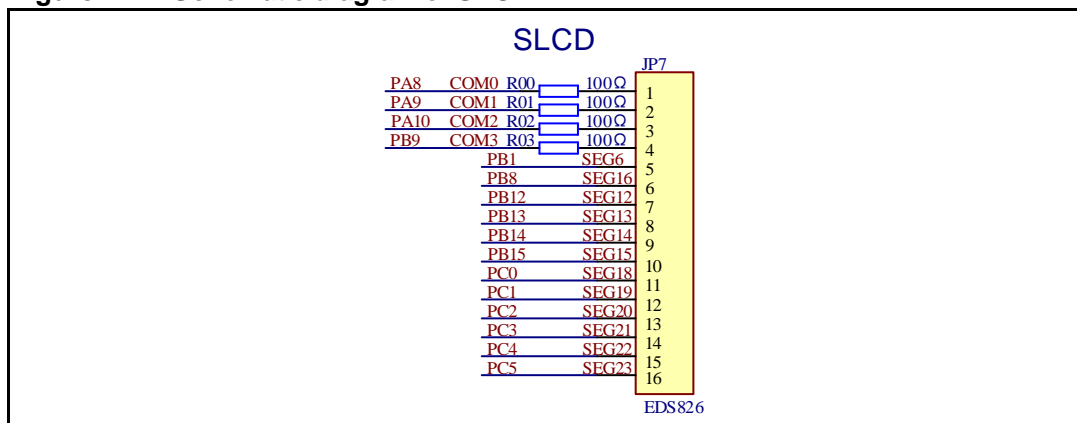 SLCD
JP7
PA8 COM0 R00 100Ω 1
PA9 COM1 R01 100Ω 2
PA10 COM2 R02 100Ω 3
PB9 COM3 R03 100Ω 4
PB1 SEG6 5
PB8 SEG16 6
PB12 SEG12 7
PB13 SEG13 8
PB14 SEG14 9
PB15 SEG15 10
PC0 SEG18 11
PC1 SEG19 12
PC2 SEG20 13
PC3 SEG21 14
PC4 SEG22 15
PC5 SEG23 16
EDS826